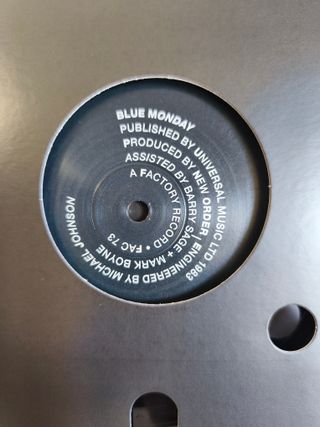 BLUE MONDAY
PUBLISHED BY UNIVERSAL MUSIC LTD 1983
PRODUCED BY NEW ORDER, ENGINEERED BY MICHAEL JOHNSON
ASSISTED BY BARRY SAGE + MARK BOYNE
A FACTORY RECORD • FAC 73